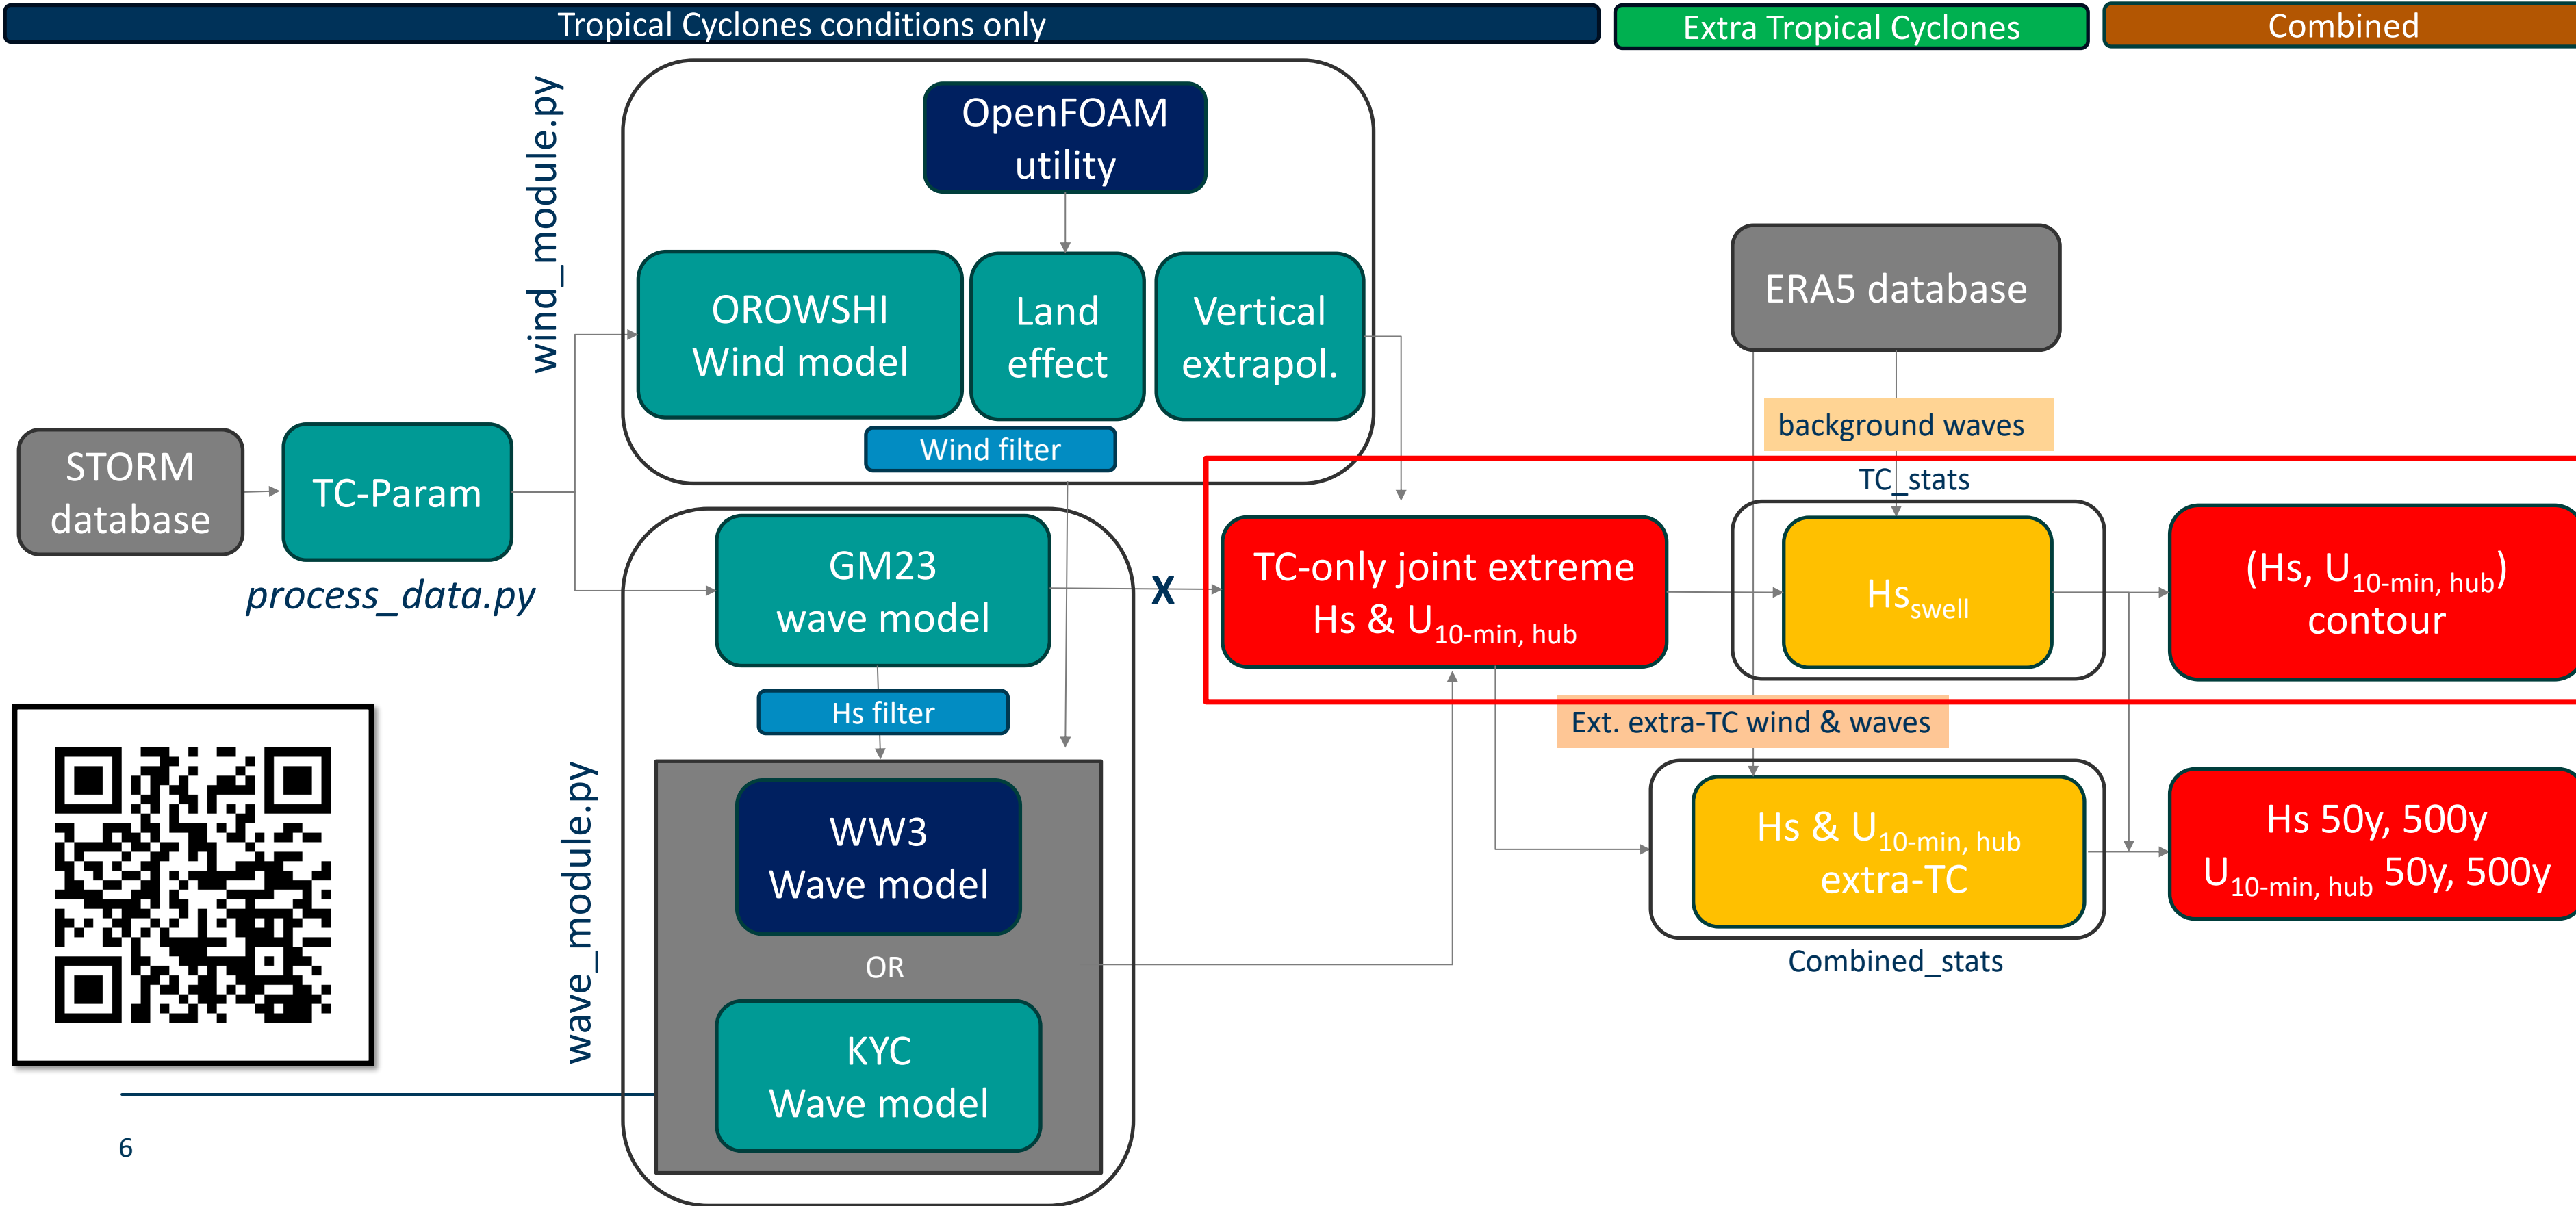 Tropical Cyclones conditions only
Extra Tropical Cyclones
Combined
wind_module.py
OpenFOAM
utility
OROWSHI
Wind model
Land
effect
Vertical
extrapol.
Wind filter
ERA5 database
background waves
STORM
database
TC-Param
process_data.py
GM23
wave model
X
TC-only joint extreme
Hs & U10-min, hub
TC_stats
Hsswell
(Hs, U10-min, hub)
contour
Hs filter
Ext. extra-TC wind & waves
wave_module.py
WW3
Wave model
OR
KYC
Wave model
Hs & U10-min, hub
extra-TC
Combined_stats
Hs 50y, 500y
U10-min, hub 50y, 500y
6